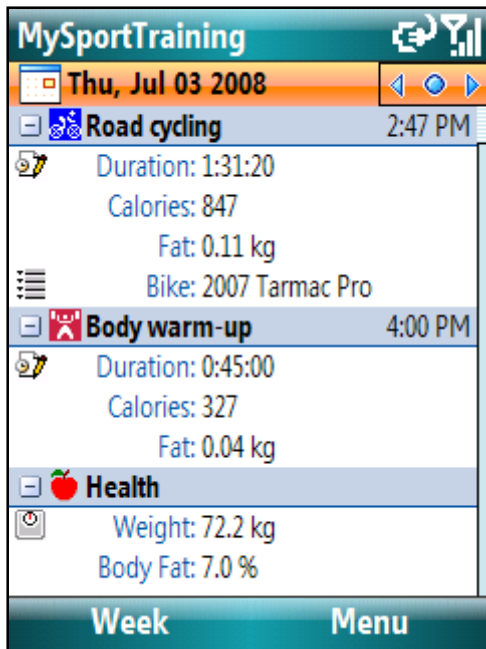 MySportTraining
Thu, Jul 03 2008
Road cycling 2:47 PM
Duration: 1:31:20
Calories: 847
Fat: 0.11 kg
Bike: 2007 Tarmac Pro
Body warm-up 4:00 PM
Duration: 0:45:00
Calories: 327
Fat: 0.04 kg
Health
Weight: 72.2 kg
Body Fat: 7.0 %
Week Menu